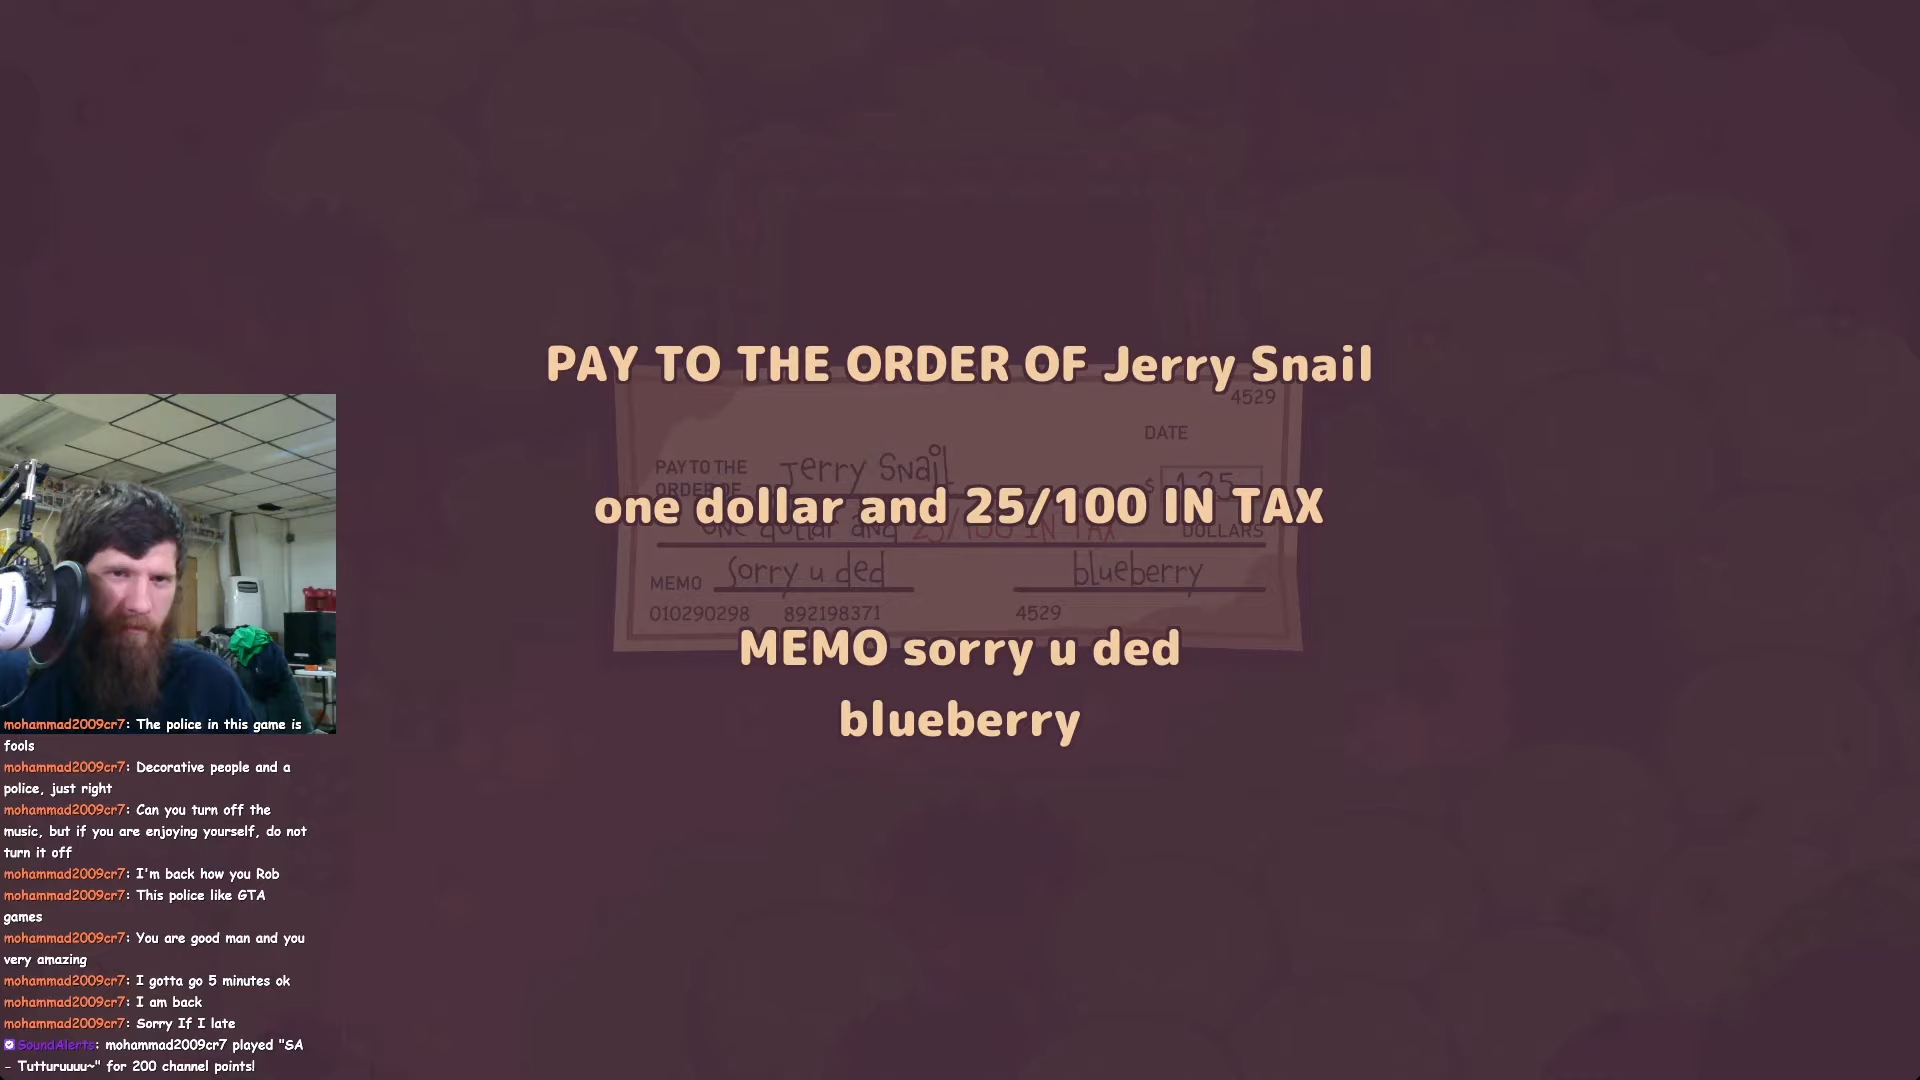 PAY TO THE ORDER OF Jerry Snail
4529
DATE
PAY TO THE
Jerry Snail
ORDER OF
$ 1.25
one dollar and 25/100 IN TAX
one dollar and 25/100 IN TAX
DOLLARS
MEMO sorry u ded
blueberry
010290298 892198371 4529
MEMO sorry u ded
blueberry
mohammad2009cr7: The police in this game is
fools
mohammad2009cr7: Decorative people and a
police, just right
mohammad2009cr7: Can you turn off the
music, but if you are enjoying yourself, do not
turn it off
mohammad2009cr7: I'm back how you Rob
mohammad2009cr7: This police like GTA
games
mohammad2009cr7: You are good man and you
very amazing
mohammad2009cr7: I gotta go 5 minutes ok
mohammad2009cr7: I am back
mohammad2009cr7: Sorry If I late
SoundAlerts: mohammad2009cr7 played "SA
- Tutturuuuu~" for 200 channel points!